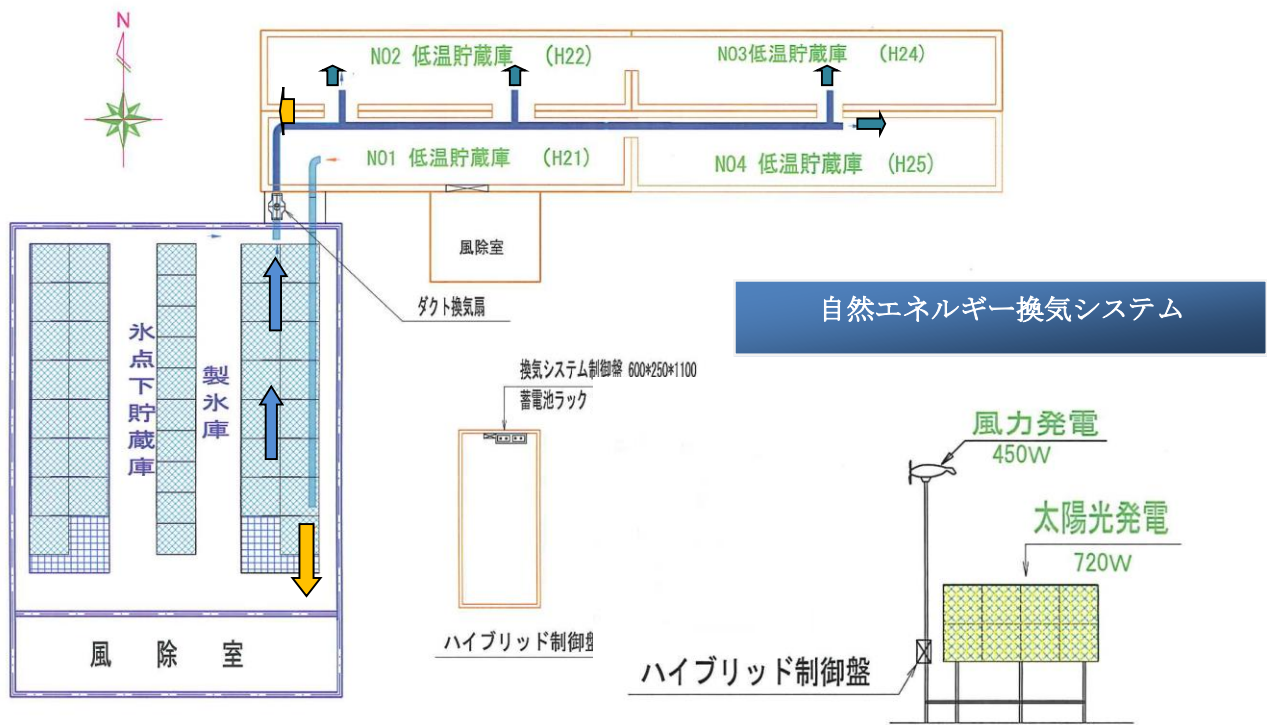 N
NO2 低温貯蔵庫 (H22)
NO3低温貯蔵庫 (H24)
NO1 低温貯蔵庫 (H21)
NO4 低温貯蔵庫 (H25)
風除室
ダクト換気扇
自然エネルギー換気システム
氷点下貯蔵庫
製氷庫
換気システム制御盤 600*250*1100
蓄電池ラック
風力発電
450W
太陽光発電
720W
風除室
ハイブリッド制御
ハイブリッド制御盤